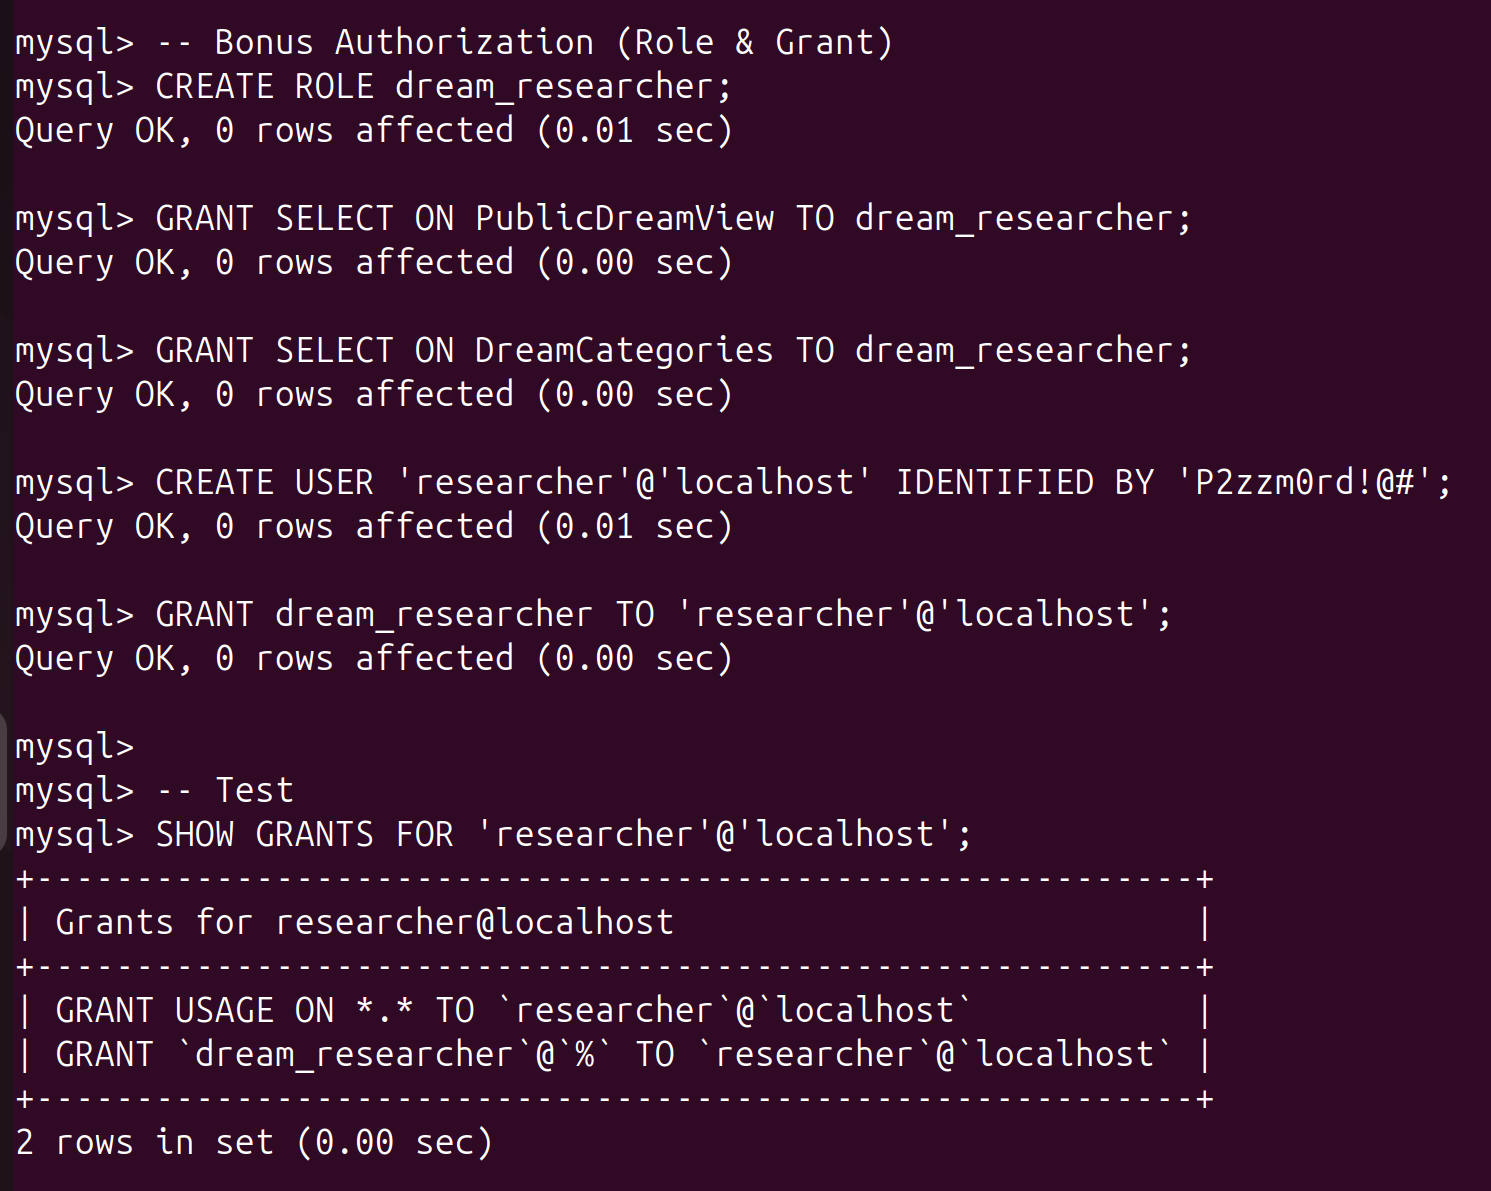 mysql> -- Bonus Authorization (Role & Grant)
mysql> CREATE ROLE dream_researcher;
Query OK, 0 rows affected (0.01 sec)

mysql> GRANT SELECT ON PublicDreamView TO dream_researcher;
Query OK, 0 rows affected (0.00 sec)

mysql> GRANT SELECT ON DreamCategories TO dream_researcher;
Query OK, 0 rows affected (0.00 sec)

mysql> CREATE USER 'researcher'@'localhost' IDENTIFIED BY 'P2zzm0rd!@#';
Query OK, 0 rows affected (0.01 sec)

mysql> GRANT dream_researcher TO 'researcher'@'localhost';
Query OK, 0 rows affected (0.00 sec)

mysql>
mysql> -- Test
mysql> SHOW GRANTS FOR 'researcher'@'localhost';
+----------------------------------------------------------+
| Grants for researcher@localhost                          |
+----------------------------------------------------------+
| GRANT USAGE ON *.* TO `researcher`@`localhost`           |
| GRANT `dream_researcher`@`%` TO `researcher`@`localhost` |
+----------------------------------------------------------+
2 rows in set (0.00 sec)